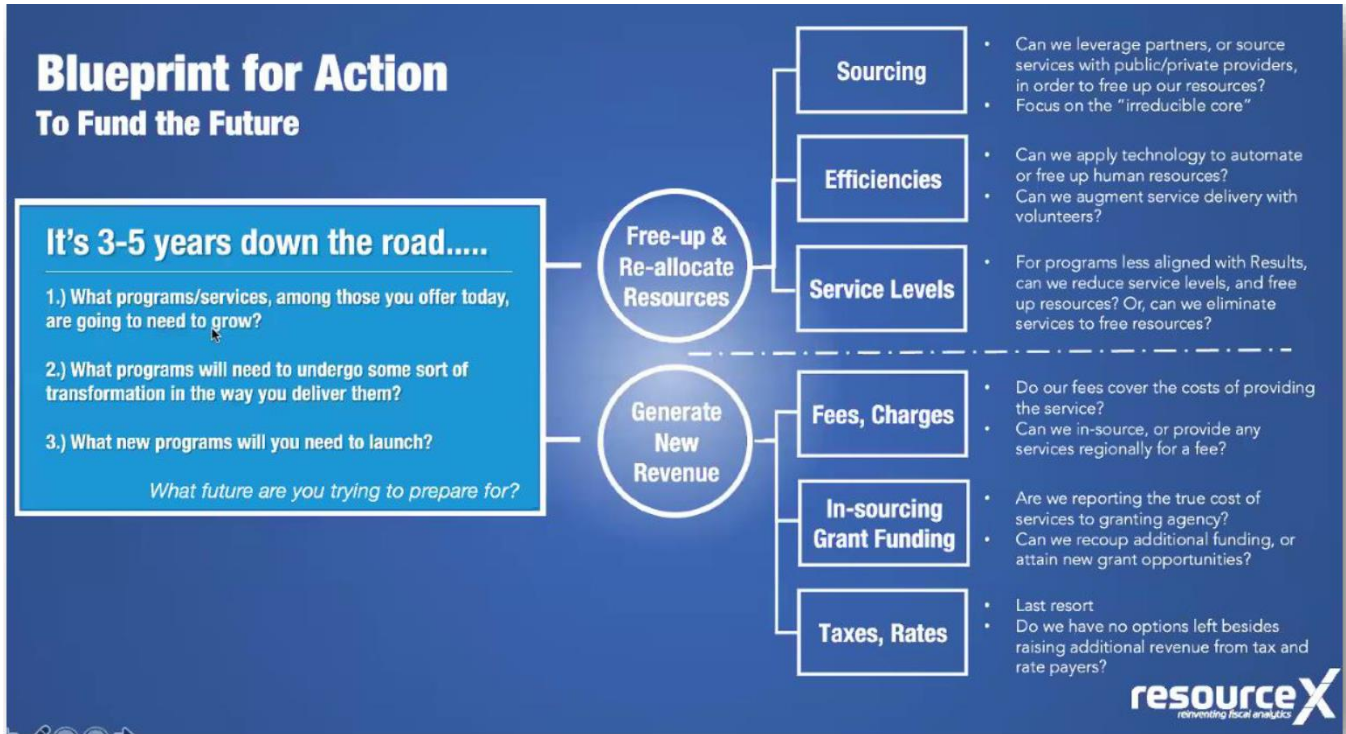 Blueprint for Action
To Fund the Future
It's 3-5 years down the road.....
1.) What programs/services, among those you offer today,
are going to need to grow?
2.) What programs will need to undergo some sort of
transformation in the way you deliver them?
3.) What new programs will you need to launch?
What future are you trying to prepare for?
Free-up &
Re-allocate
Resources
Sourcing
• Can we leverage partners, or source
services with public/private providers,
in order to free up our resources?
• Focus on the "irreducible core"
Efficiencies
• Can we apply technology to automate
or free up human resources?
• Can we augment service delivery with
volunteers?
Service Levels
• For programs less aligned with Results,
can we reduce service levels, and free
up resources? Or, can we eliminate
services to free resources?
Generate
New
Revenue
Fees, Charges
• Do our fees cover the costs of providing
the service?
• Can we in-source, or provide any
services regionally for a fee?
In-sourcing
Grant Funding
• Are we reporting the true cost of
services to granting agency?
• Can we recoup additional funding, or
attain new grant opportunities?
Taxes, Rates
• Last resort
• Do we have no options left besides
raising additional revenue from tax and
rate payers?
resourceX
reinventing fiscal analytics